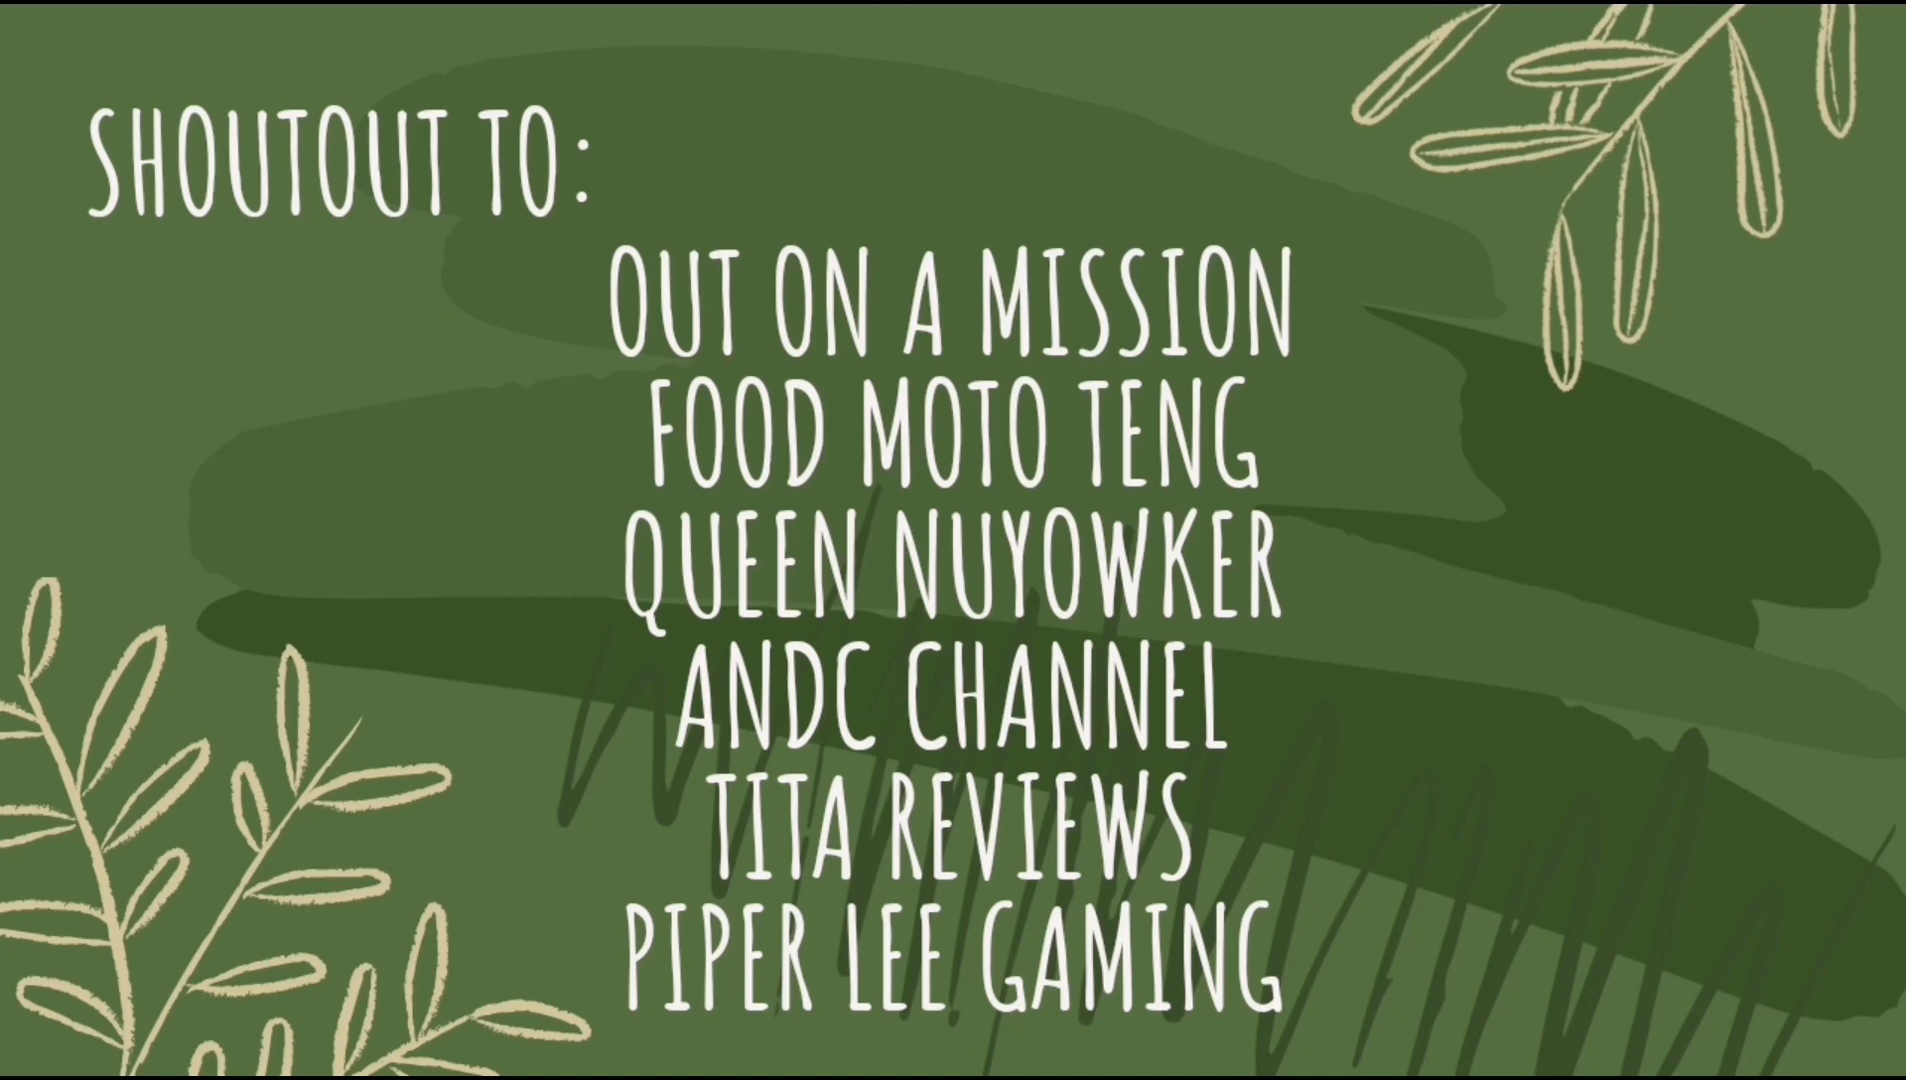 SHOUTOUT TO:
OUT ON A MISSION
FOOD MOTO TENG
QUEEN NUYOWKER
ANDC CHANNEL
TITA REVIEWS
PIPER LEE GAMING